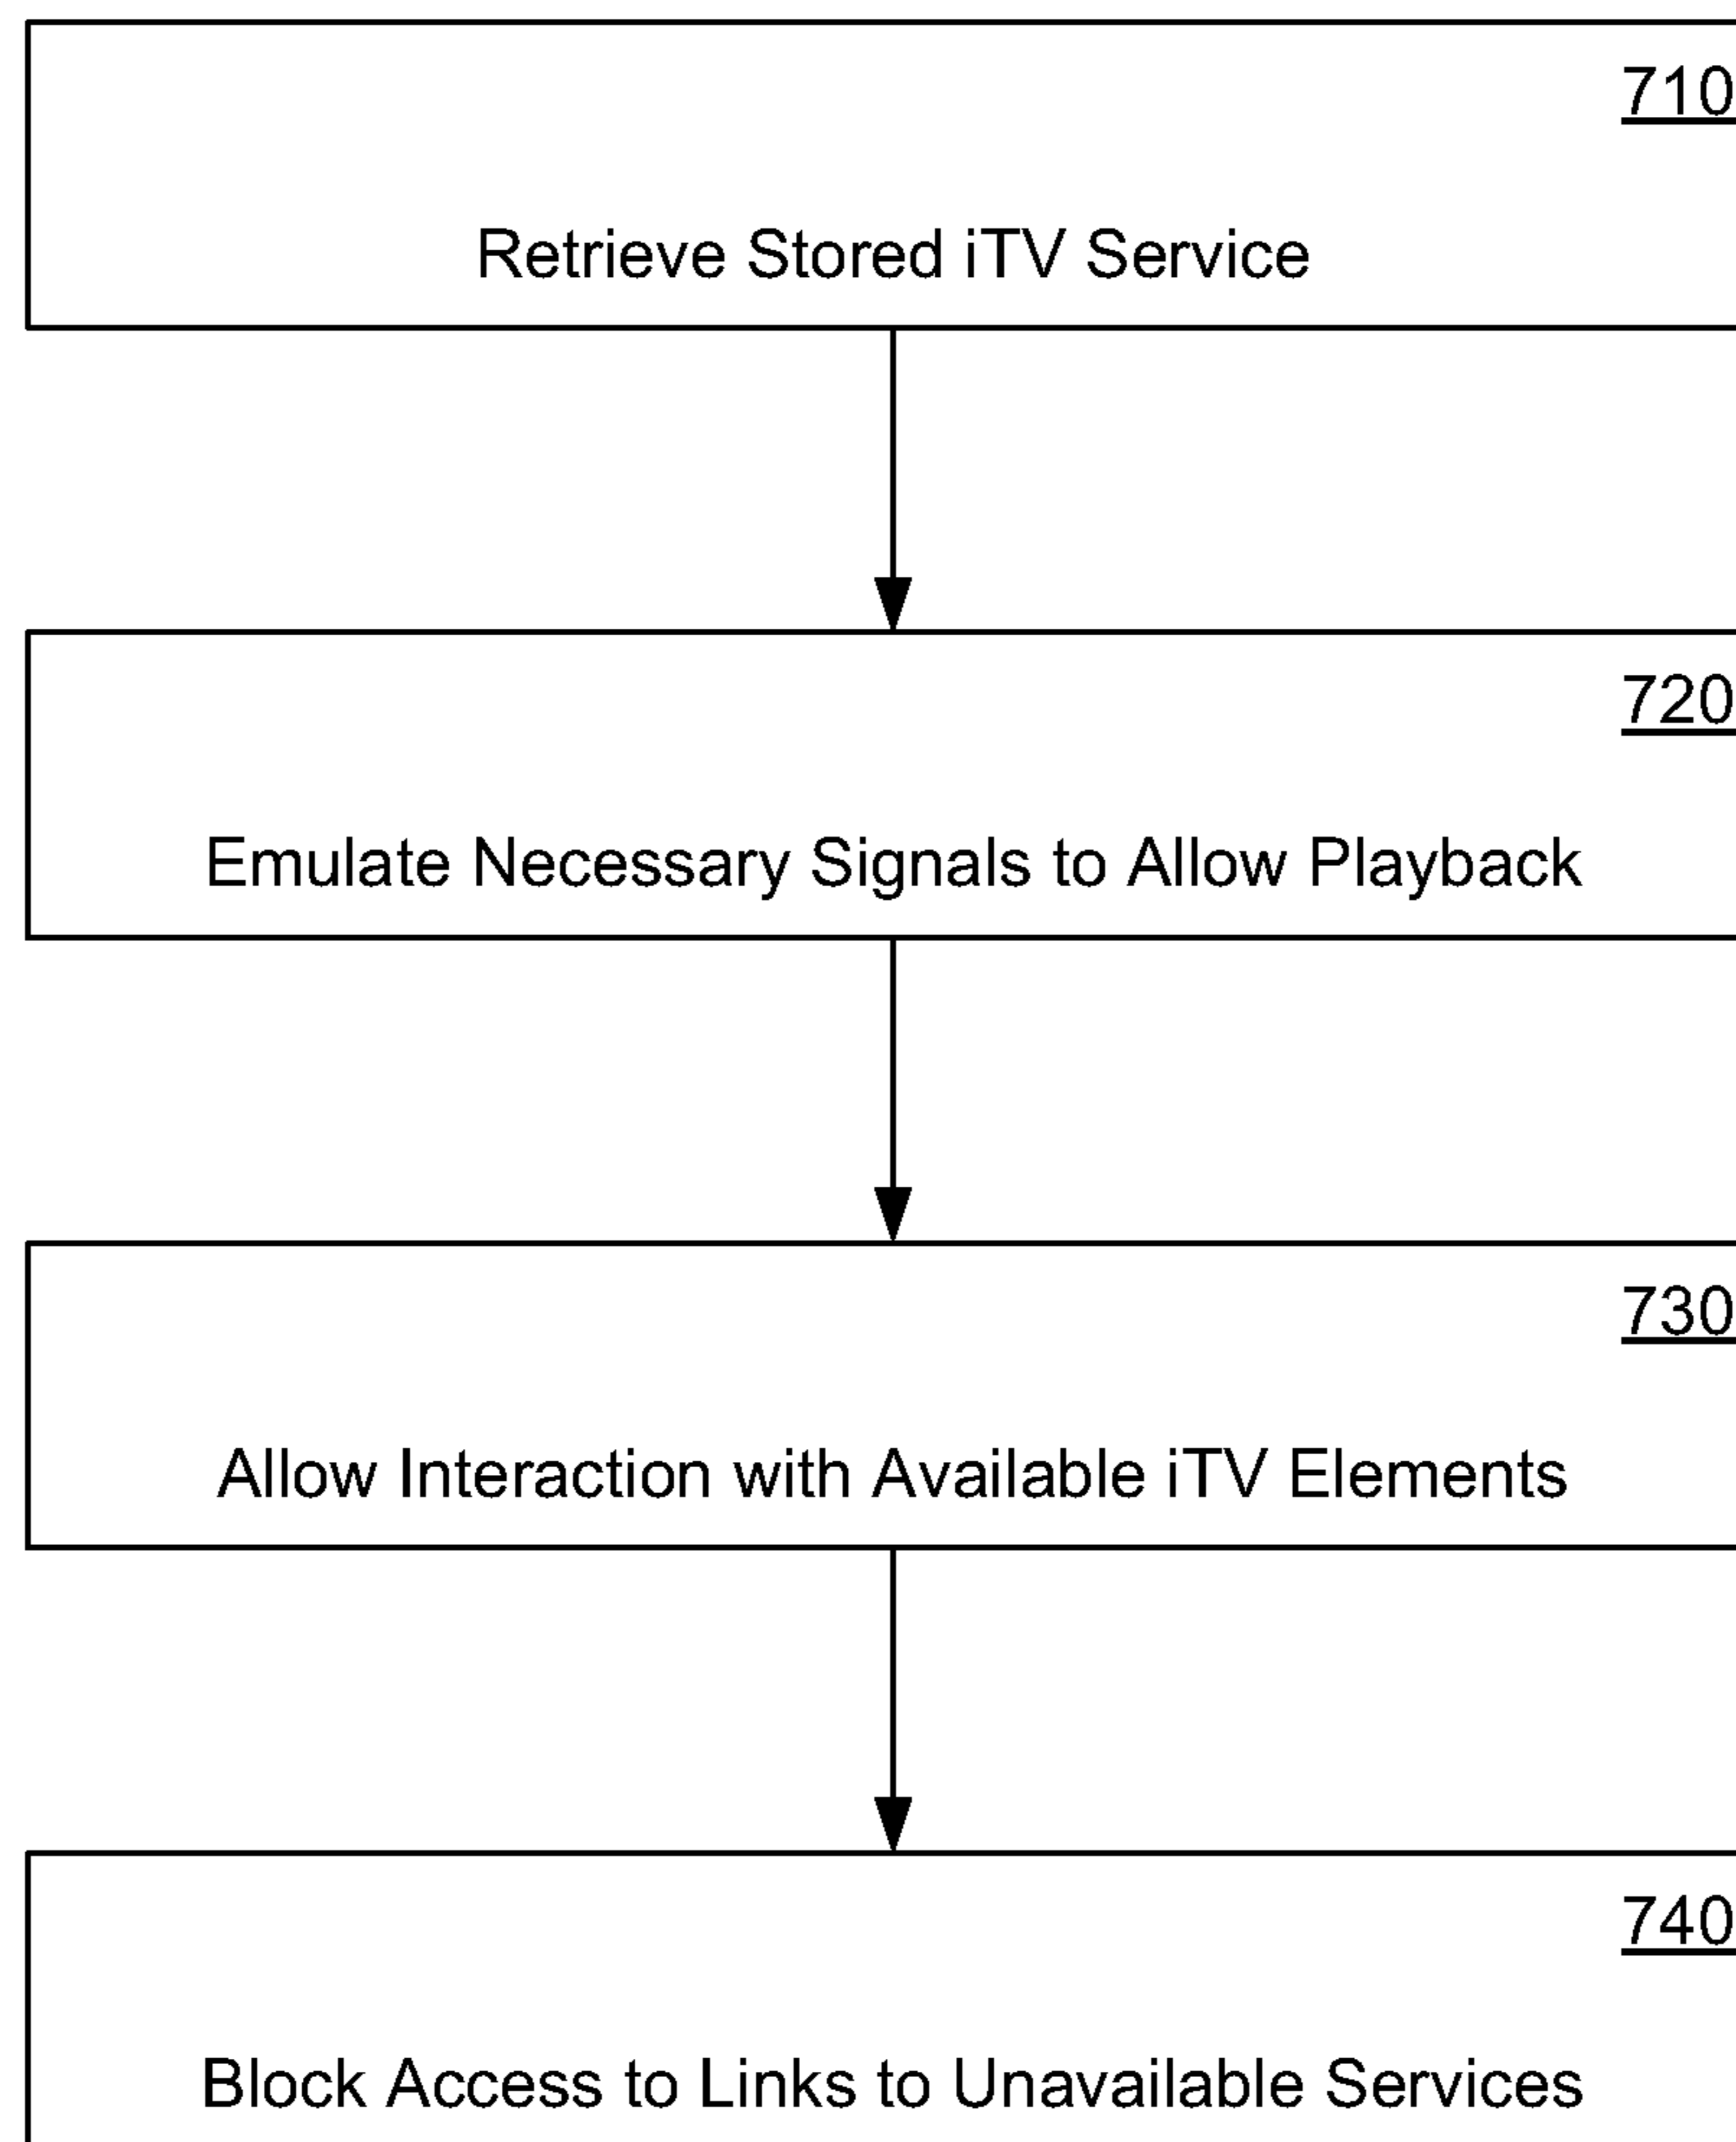 710
Retrieve Stored iTV Service
720
Emulate Necessary Signals to Allow Playback
730
Allow Interaction with Available iTV Elements
740
Block Access to Links to Unavailable Services